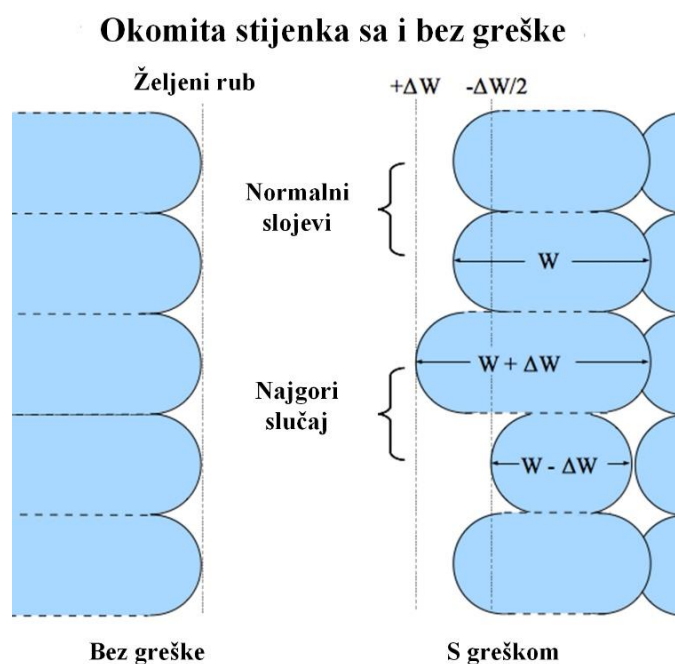 Okomita stijenka sa i bez greške
Željeni rub
+ΔW
-ΔW/2
Normalni
slojevi
W
W + ΔW
Najgori
slučaj
W - ΔW
Bez greške
S greškom